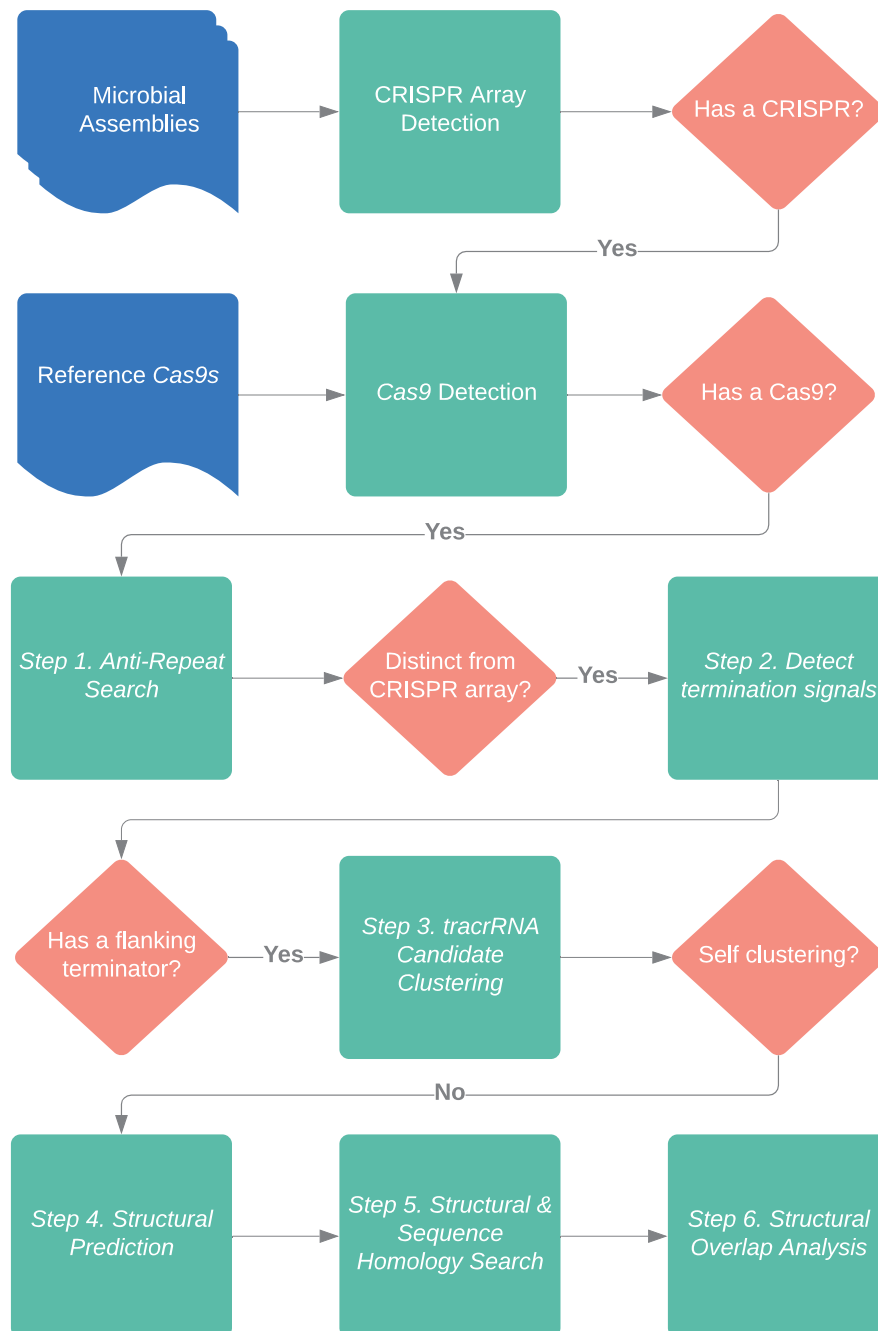 Microbial
Assemblies
CRISPR Array
Detection
Has a CRISPR?
Yes
Reference Cas9s
Cas9 Detection
Has a Cas9?
Yes
Step 1. Anti-Repeat
Search
Distinct from
CRISPR array?
Yes
Step 2. Detect
termination signals
Has a flanking
terminator?
Yes
Step 3. tracrRNA
Candidate
Clustering
Self clustering?
No
Step 4. Structural
Prediction
Step 5. Structural &
Sequence
Homology Search
Step 6. Structural
Overlap Analysis